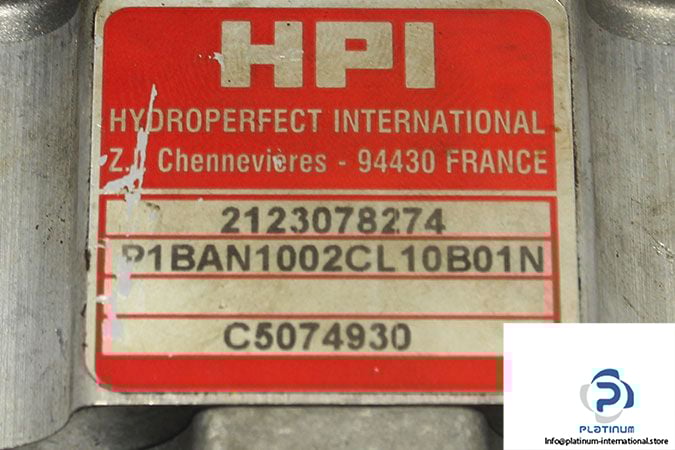 HPI
HYDROPERFECT INTERNATIONAL
Z.I Chennevières - 94430 FRANCE
2123078274
P1BAN1002CL10B01N
C5074930
PLATINUM
info@platinum-international.store